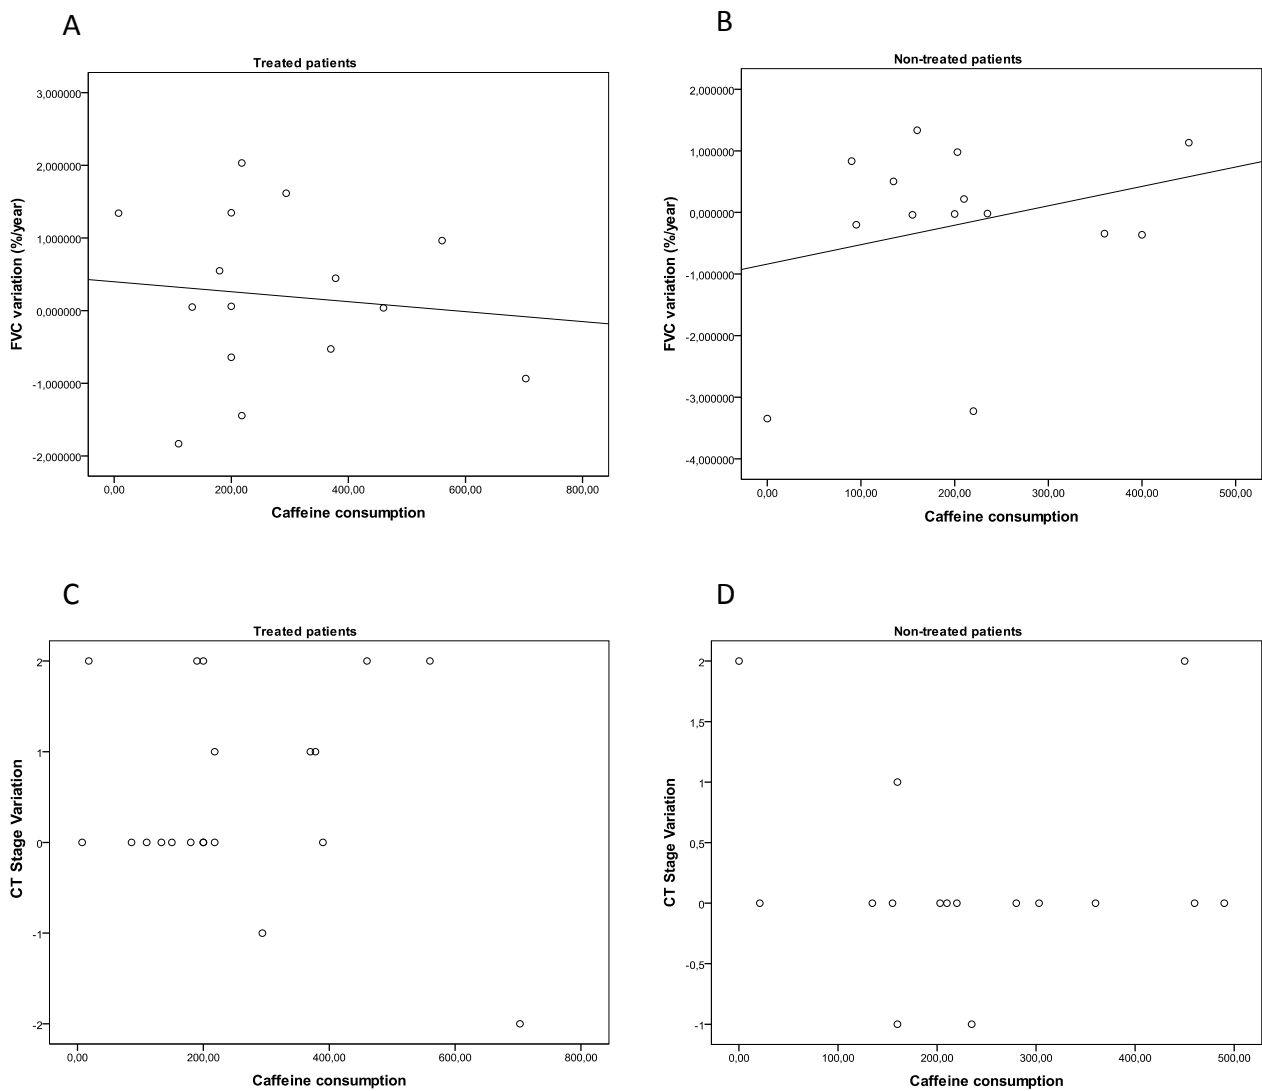 A
Treated patients
FVC variation (%/year)
3,000000
2,000000
1,000000
0,000000
-1,000000
-2,000000
0,00 200,00 400,00 600,00 800,00
Caffeine consumption
B
Non-treated patients
FVC variation (%/year)
2,000000
1,000000
0,000000
-1,000000
-2,000000
-3,000000
-4,000000
0,00 100,00 200,00 300,00 400,00 500,00
Caffeine consumption
C
Treated patients
CT Stage Variation
2
1
0
-1
-2
0,00 200,00 400,00 600,00 800,00
Caffeine consumption
D
Non-treated patients
CT Stage Variation
2
1,5
1
0,5
0
-0,5
-1
0,00 100,00 200,00 300,00 400,00 500,00
Caffeine consumption